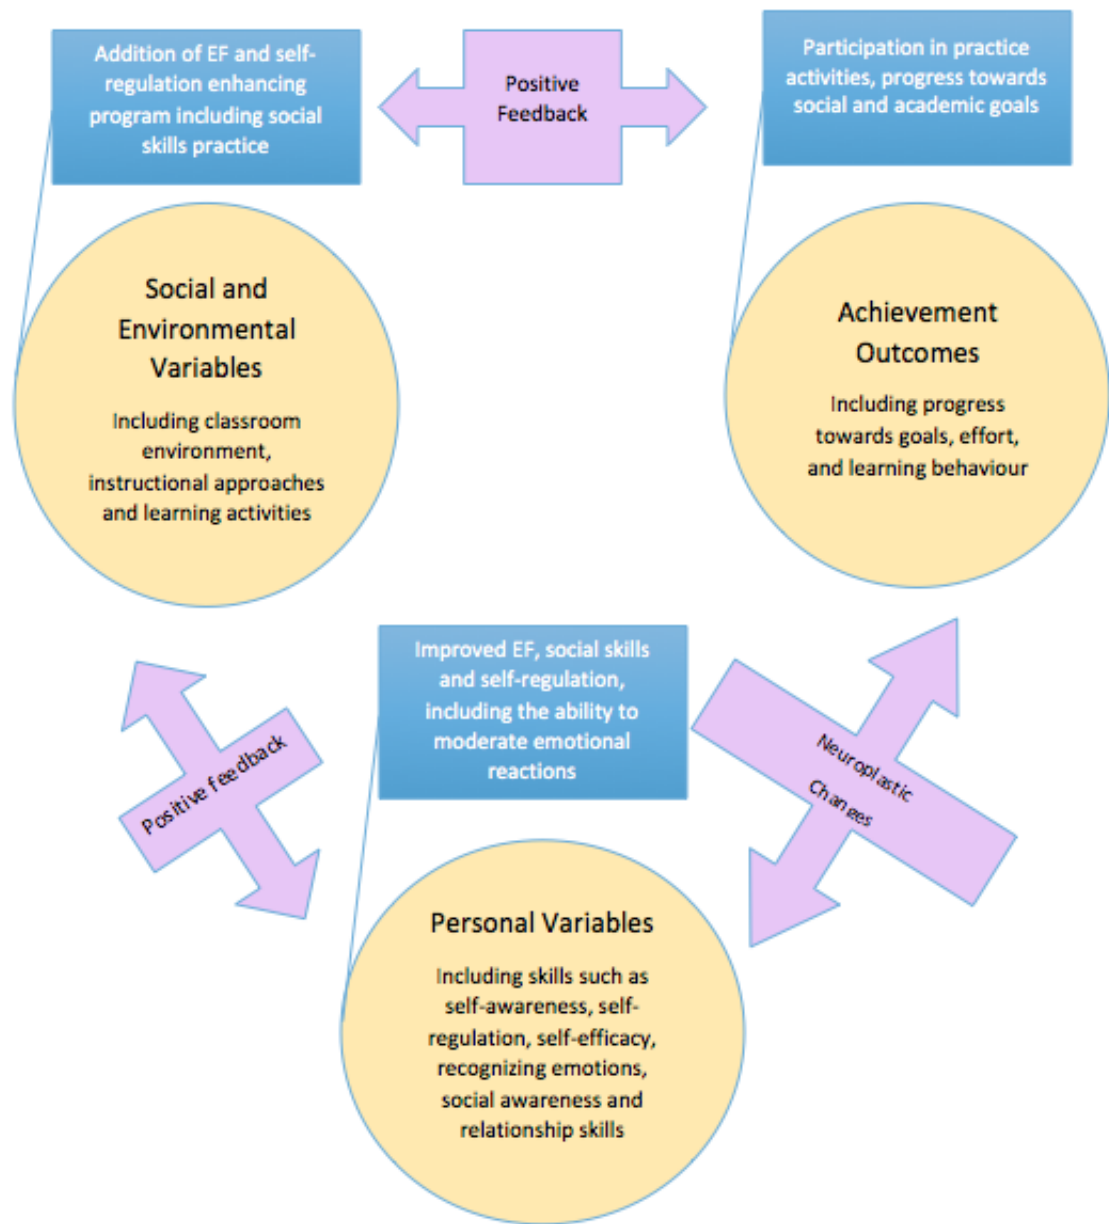 Addition of EF and self-
regulation enhancing
program including social
skills practice
Positive
Feedback
Participation in practice
activities, progress towards
social and academic goals
Social and
Environmental
Variables
Including classroom
environment,
instructional approaches
and learning activities
Achievement
Outcomes
Including progress
towards goals, effort,
and learning behaviour
Positive feedback
Improved EF, social skills
and self-regulation,
including the ability to
moderate emotional
reactions
Neuroplastic
Changes
Personal Variables
Including skills such as
self-awareness, self-
regulation, self-efficacy,
recognizing emotions,
social awareness and
relationship skills